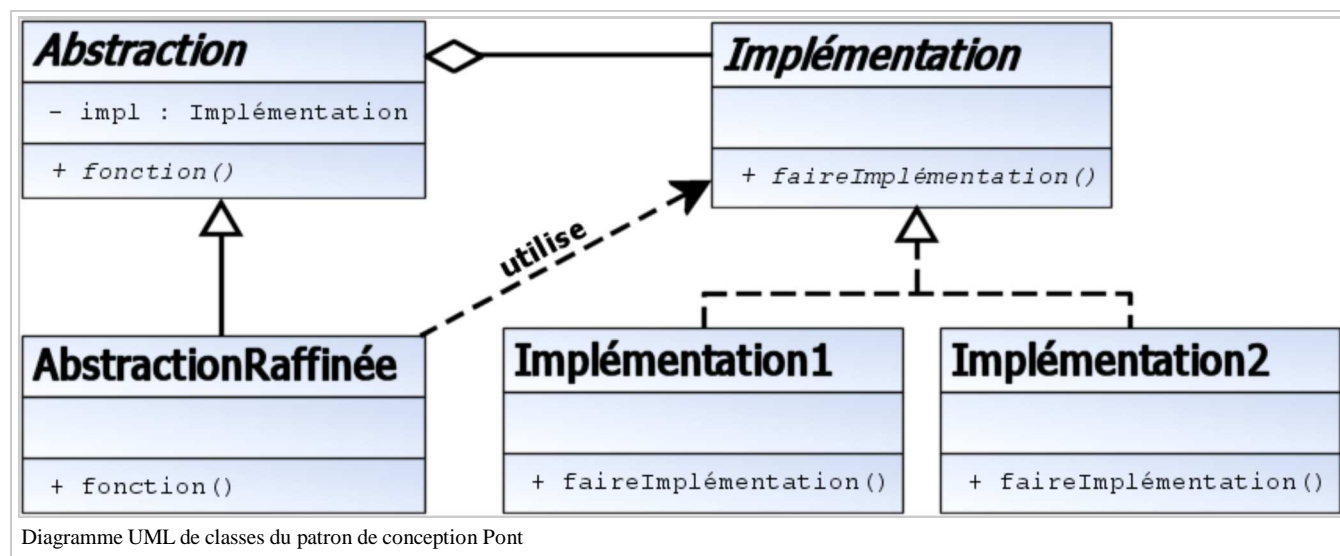 Abstraction
- impl : Implémentation
+ fonction()
Implémentation
+ faireImplémentation()
utilise
AbstractionRaffinée
+ fonction()
Implémentation1
+ faireImplémentation()
Implémentation2
+ faireImplémentation()
Diagramme UML de classes du patron de conception Pont